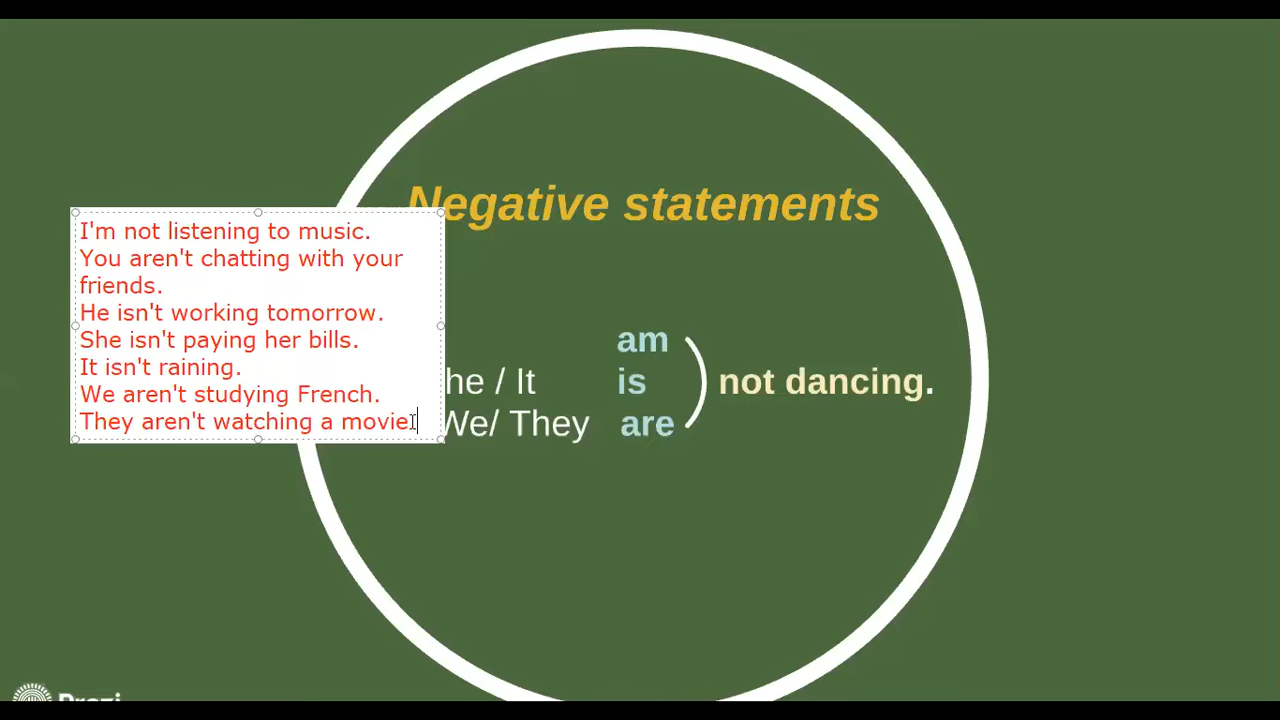 Negative statements
I'm not listening to music.
You aren't chatting with your
friends.
He isn't working tomorrow.
She isn't paying her bills.
It isn't raining.
We aren't studying French.
They aren't watching a movie.
am
he / It is not dancing.
We/ They are
Prezi